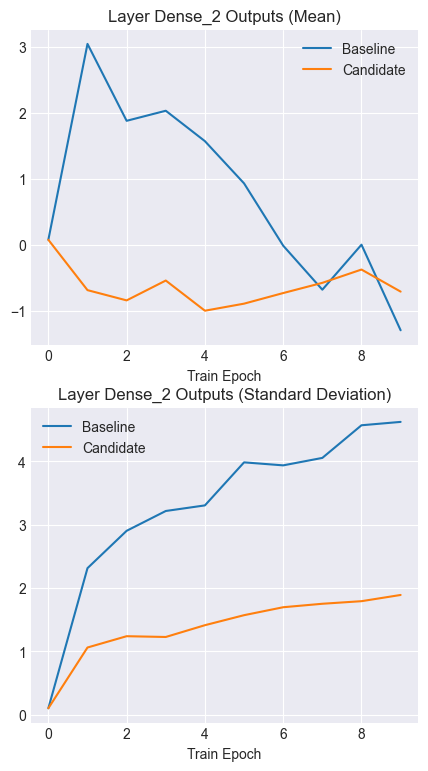 Layer Dense_2 Outputs (Mean)
3
2
1
0
−1
Baseline
Candidate
0 2 4 6 8
Train Epoch
Layer Dense_2 Outputs (Standard Deviation)
4
3
2
1
0
Baseline
Candidate
0 2 4 6 8
Train Epoch